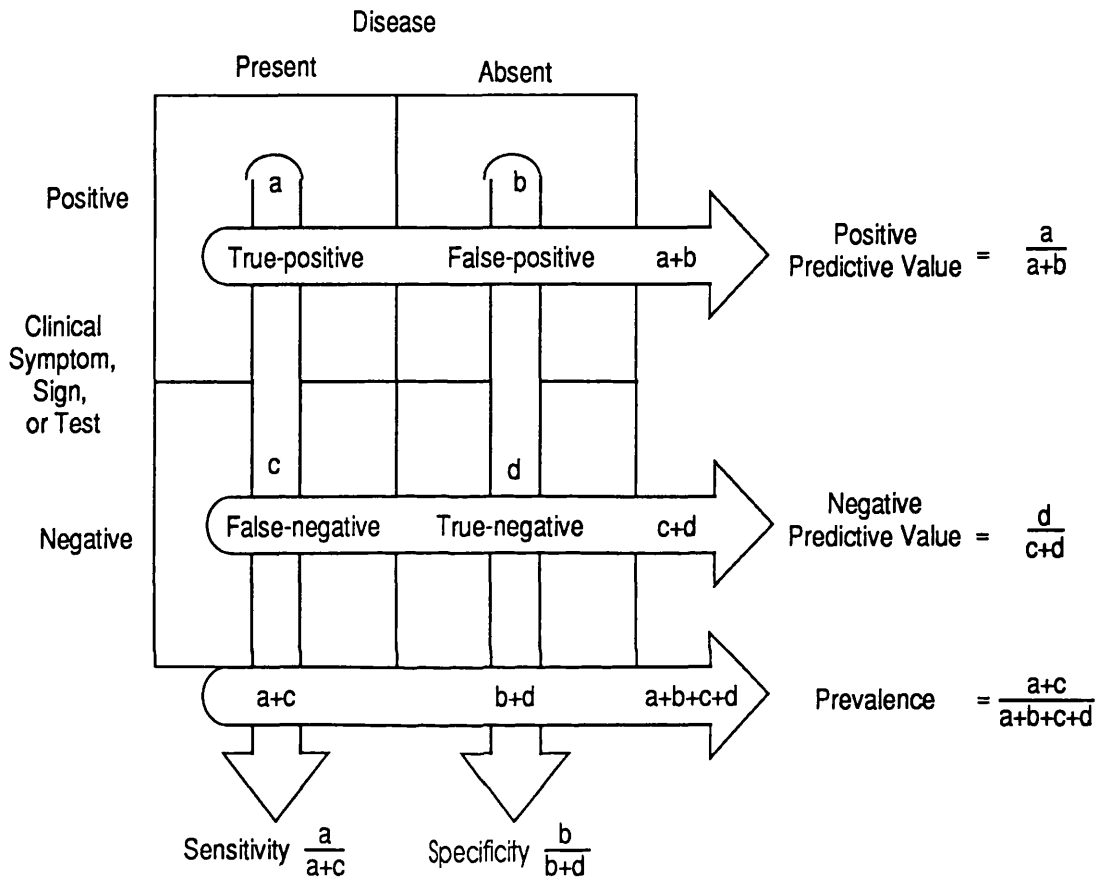 Disease
Present
Absent
Positive
a
b
True-positive
False-positive
a+b
Positive
Predictive Value
=
a
a+b
Clinical
Symptom,
Sign,
or Test
Negative
c
d
False-negative
True-negative
c+d
Negative
Predictive Value
=
d
c+d
a+c
b+d
a+b+c+d
Prevalence
=
a+c
a+b+c+d
Sensitivity
a
a+c
Specificity
b
b+d